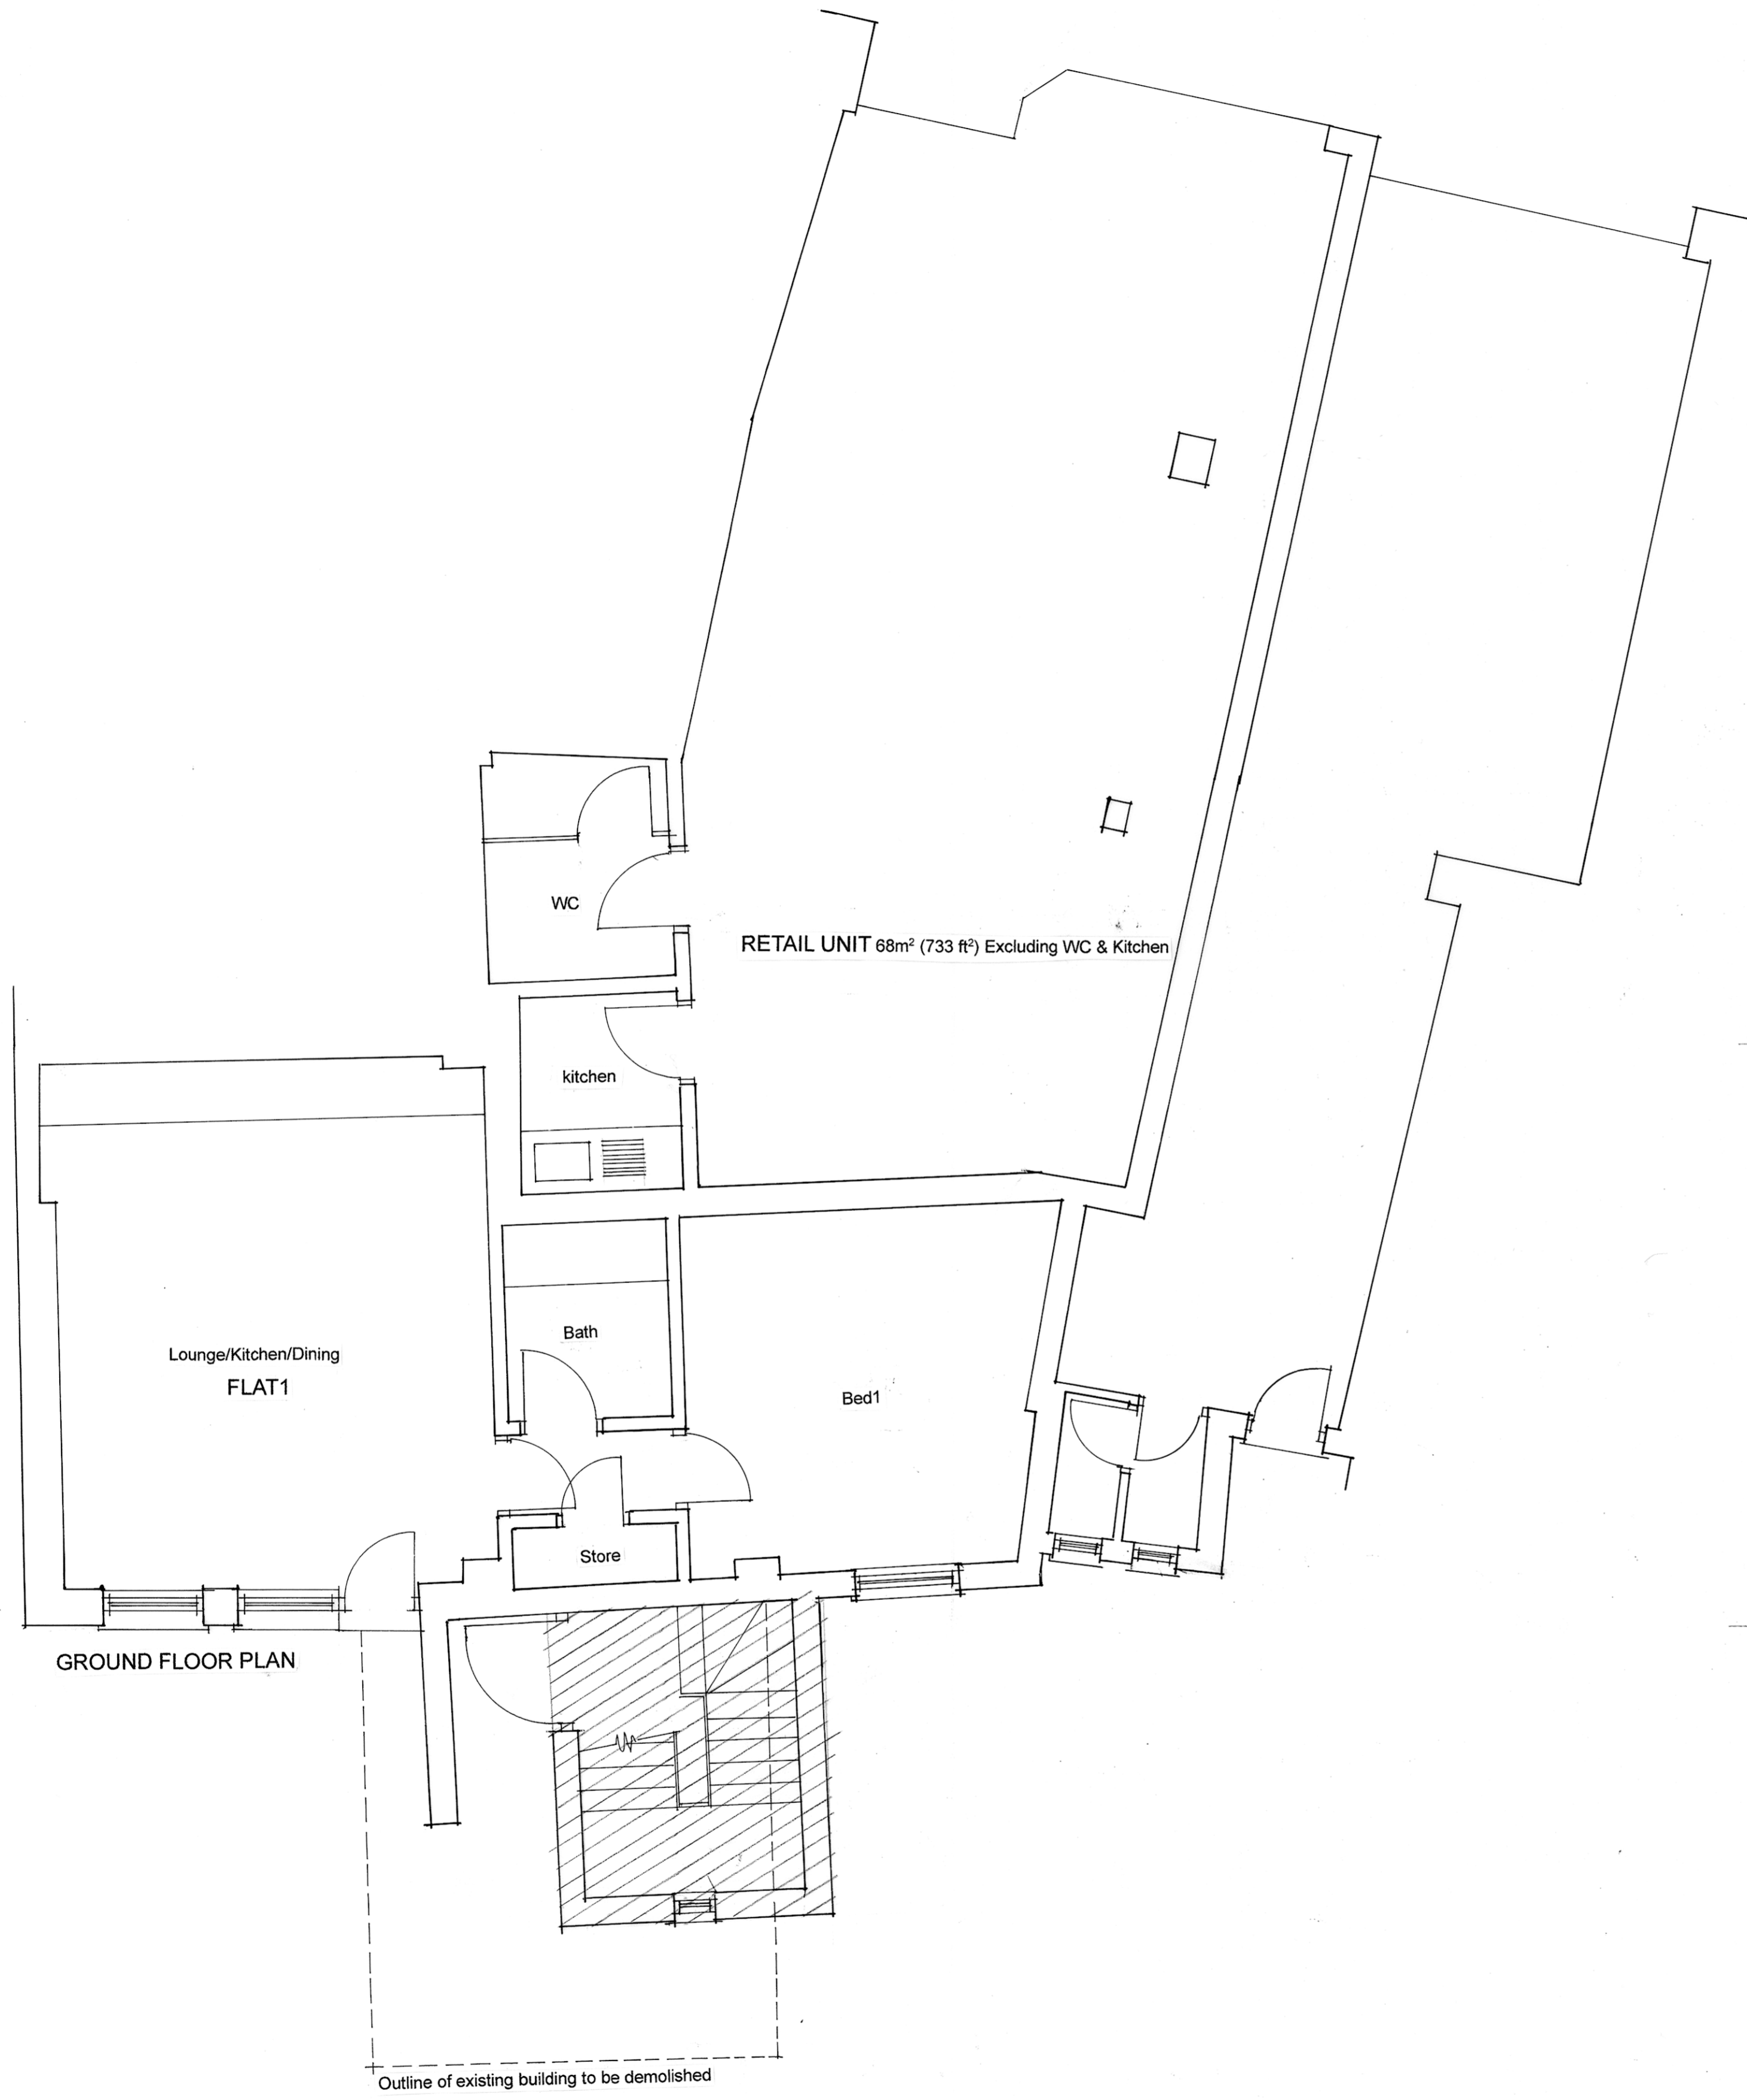 WC
RETAIL UNIT 68m² (733 ft²) Excluding WC & Kitchen
kitchen
Bath
Lounge/Kitchen/Dining
FLAT1
Bed1
Store
GROUND FLOOR PLAN
Outline of existing building to be demolished